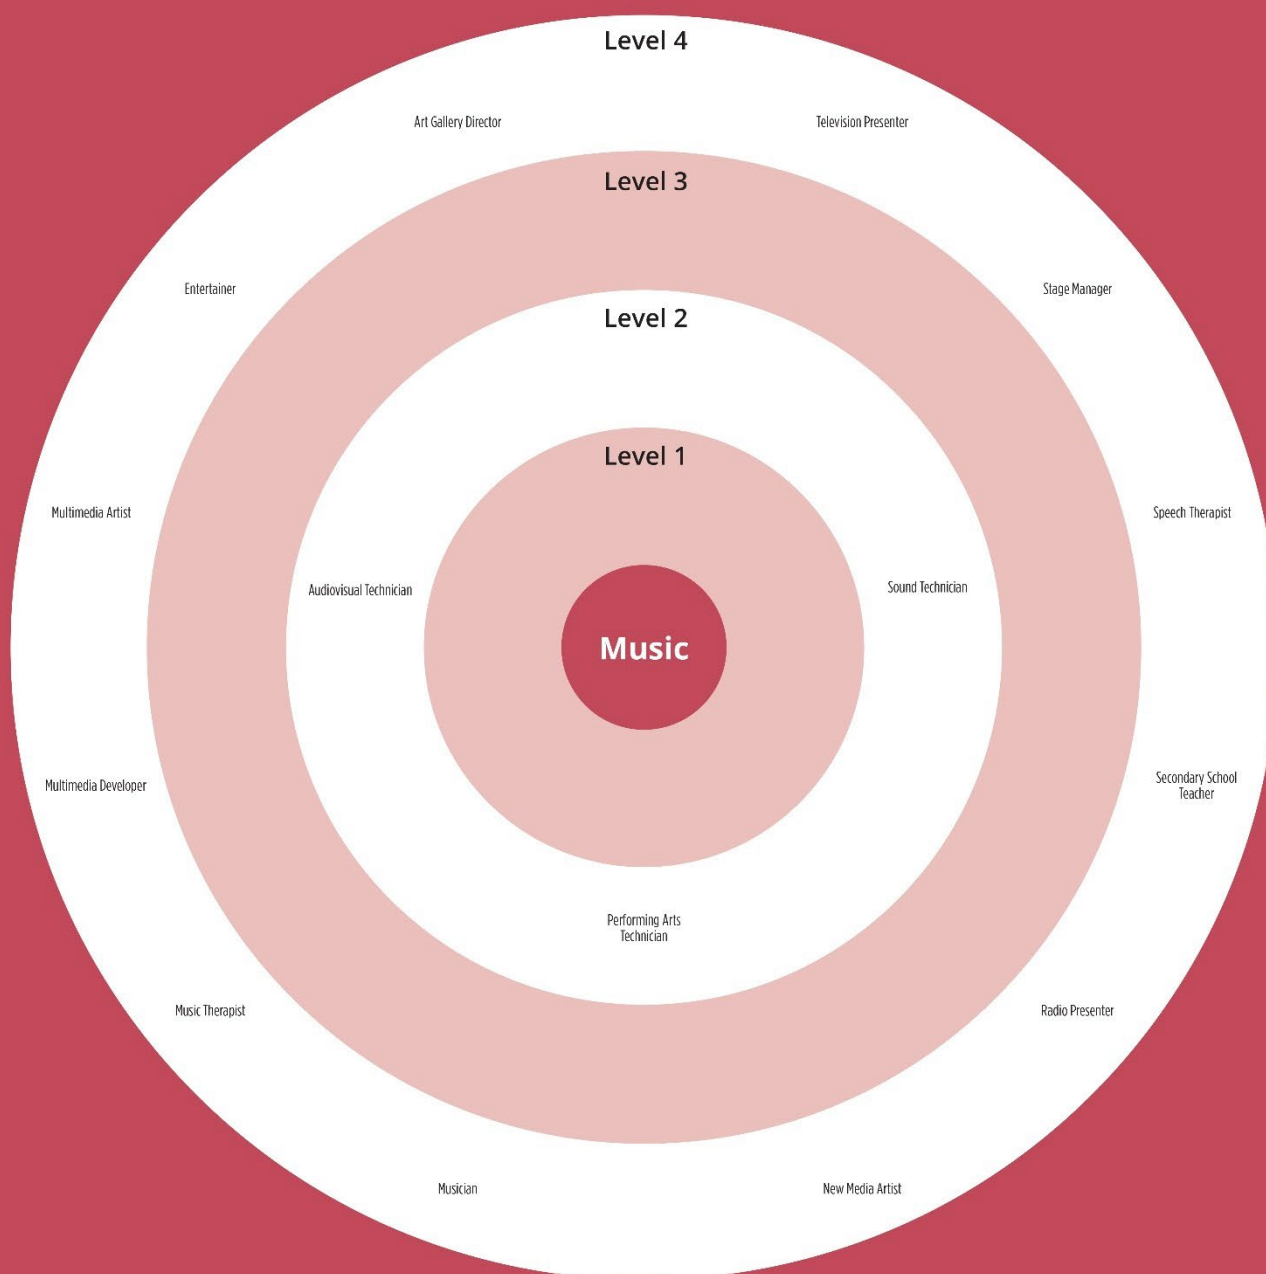 Level 4
Art Gallery Director
Television Presenter
Level 3
Entertainer
Stage Manager
Level 2
Level 1
Multimedia Artist
Speech Therapist
Audiovisual Technician
Sound Technician
Music
Multimedia Developer
Secondary School
Teacher
Performing Arts
Technician
Music Therapist
Radio Presenter
Musician
New Media Artist